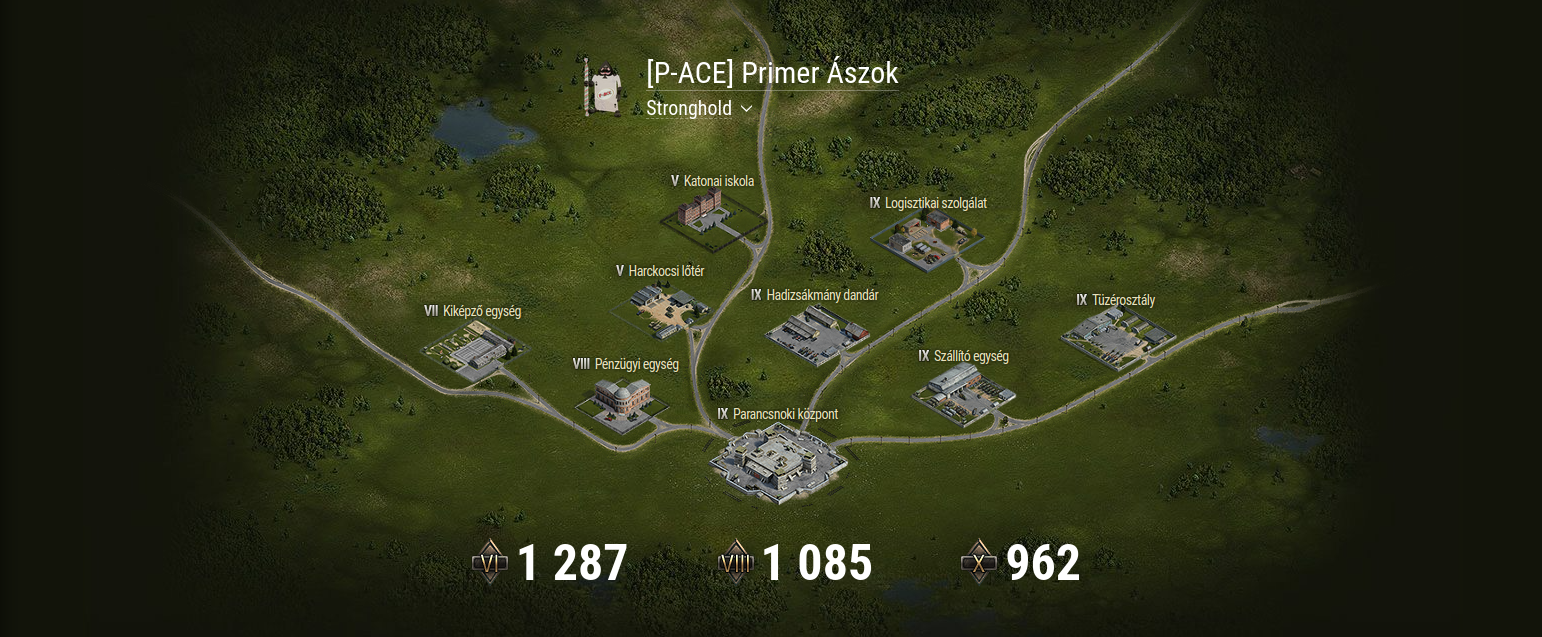 [P-ACE] Primer Ászok
Stronghold
V Katonai iskola
IX Logisztikai szolgálat
V Harckocsi lőtér
IX Hadizsákmány dandár
IX Tüzérosztály
VII Kiképző egység
IX Szállító egység
VIII Pénzügyi egység
IX Parancsnoki központ
VI 1 287
VIII 1 085
X 962